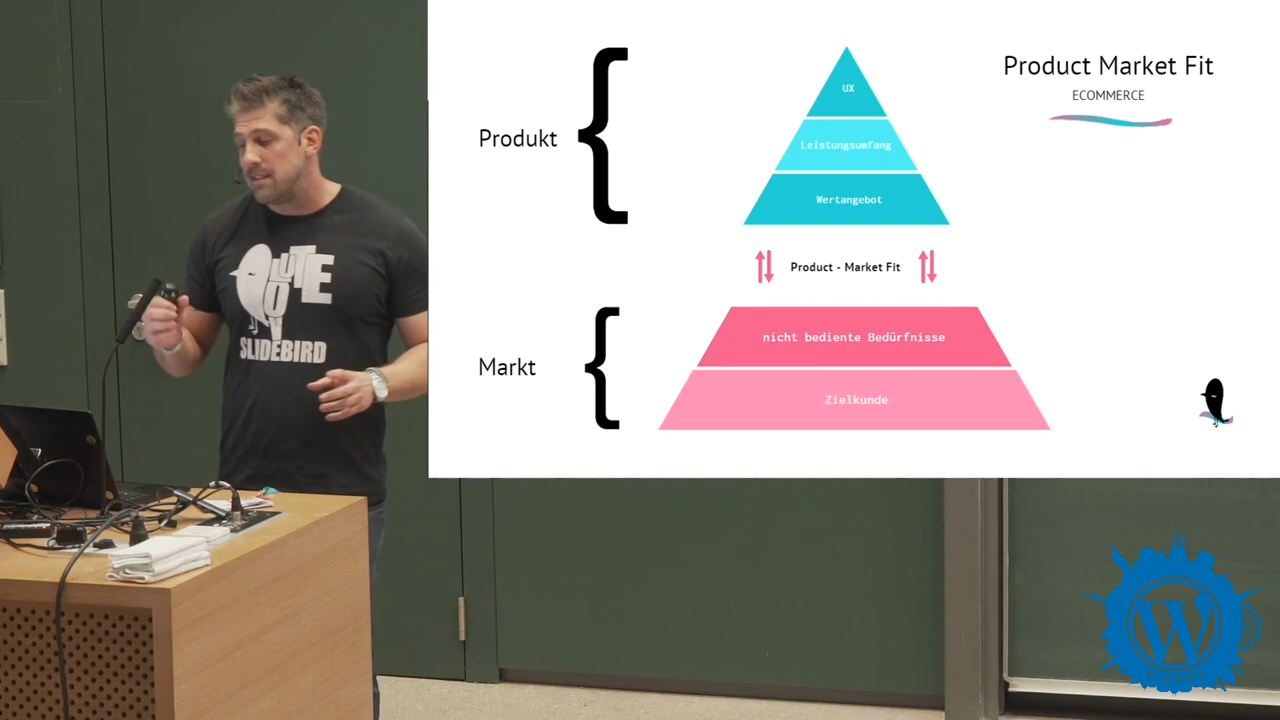 Product Market Fit
ECOMMERCE
Produkt
UX
Leistungsumfang
Wertangebot
Product - Market Fit
Markt
nicht bediente Bedürfnisse
Zielkunde
SLIDEBIRD
W